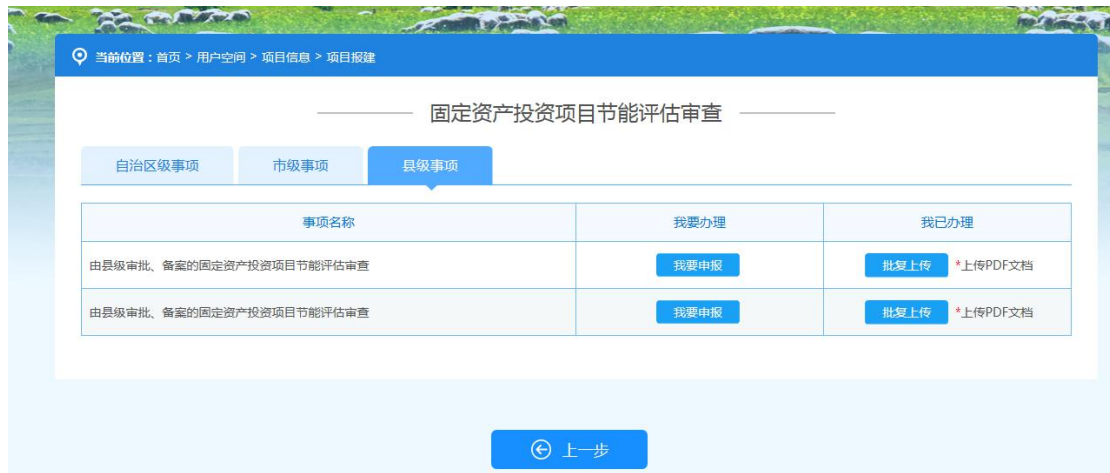 当前位置：首页 > 用户空间 > 项目信息 > 项目报建
固定资产投资项目节能评估审查
自治区级事项 市级事项 县级事项
事项名称 我要办理 我已办理
由县级审批、备案的固定资产投资项目节能评估审查 我要申报 批复上传 *上传PDF文档
由县级审批、备案的固定资产投资项目节能评估审查 我要申报 批复上传 *上传PDF文档
上一步